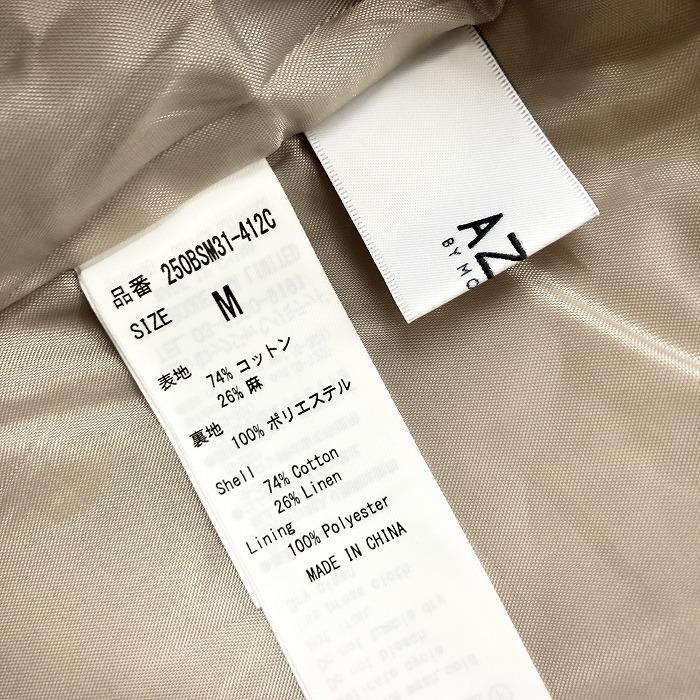 AZ
BY MO
品番 250BSM31-412C
SIZE M
表地 74% コットン
26% 麻
裏地 100% ポリエステル
Shell 74% Cotton
26% Linen
Lining 100% Polyester
MADE IN CHINA